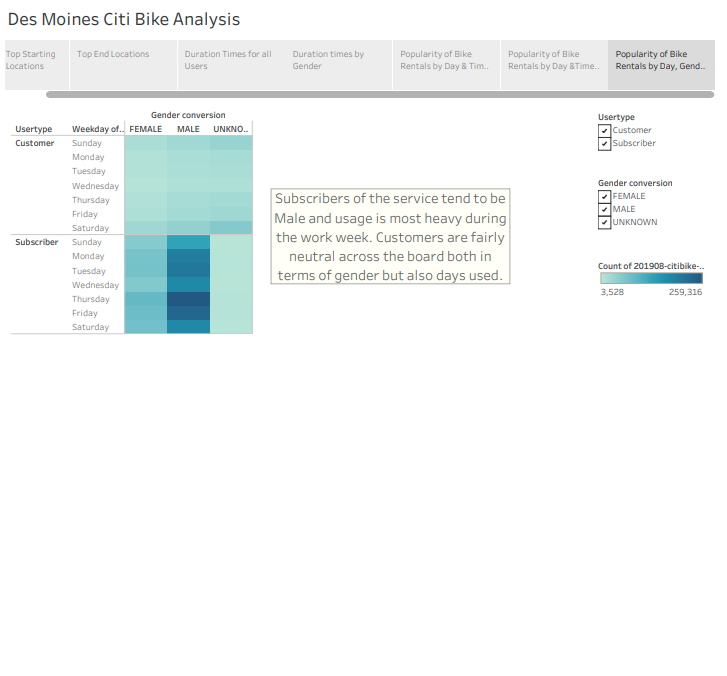 Des Moines Citi Bike Analysis
Top Starting
Locations
Top End Locations
Duration Times for all
Users
Duration times by
Gender
Popularity of Bike
Rentals by Day & Tim..
Popularity of Bike
Rentals by Day &Time..
Popularity of Bike
Rentals by Day, Gend..
Gender conversion
Usertype Weekday of.. FEMALE MALE UNKNO..
Customer Sunday
Monday
Tuesday
Wednesday
Thursday
Friday
Saturday
Subscriber Sunday
Monday
Tuesday
Wednesday
Thursday
Friday
Saturday
Subscribers of the service tend to be
Male and usage is most heavy during
the work week. Customers are fairly
neutral across the board both in
terms of gender but also days used.
Usertype
Customer
Subscriber
Gender conversion
FEMALE
MALE
UNKNOWN
Count of 201908-citibike-..
3,528 259,316